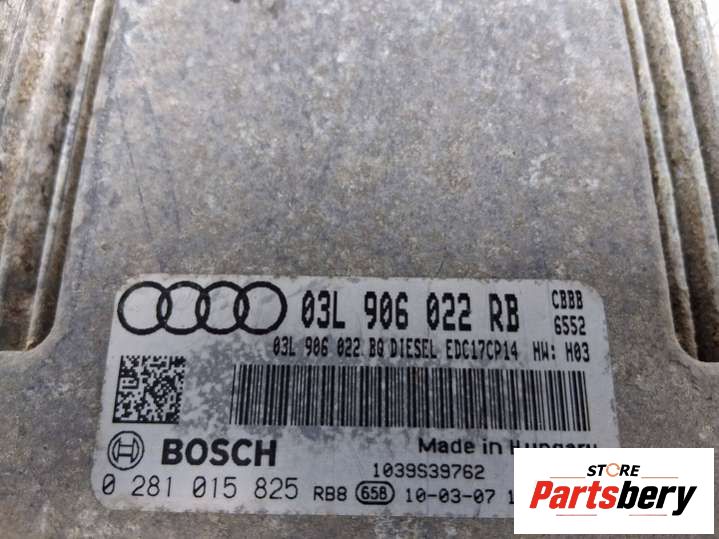 03L 906 022 RB CBBB
6552
03L 906 022 BQ DIESEL EDC17CP14 HW: H03
BOSCH Made in Hungary
1039S39762
0 281 015 825 RB8 658 10-03-07
STORE
Partsbery